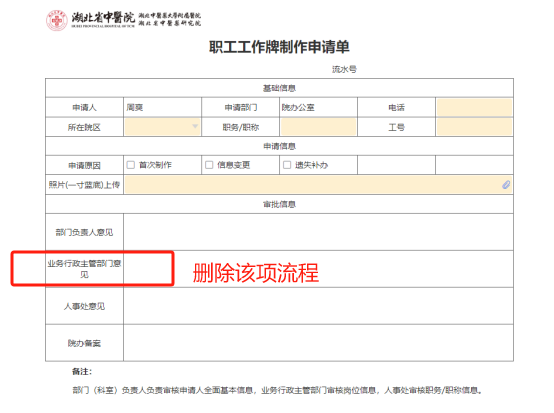 湖北省中醫院 湖北中醫藥大學附屬醫院
HUBEI PROVINCIAL HOSPITAL OF TCM 湖北省中醫藥研究院
职工工作牌制作申请单
流水号
基础信息
申请人 周爽 申请部门 院办公室 电话
所在院区 职务/职称 工号
申请信息
申请原因 首次制作 信息变更 遗失补办
照片(一寸蓝底)上传
审批信息
部门负责人意见
业务行政主管部门意
见
删除该项流程
人事处意见
院办备案
备注:
部门（科室）负责人负责审核申请人全面基本信息，业务行政主管部门审核岗位信息，人事处审核职务/职称信息。